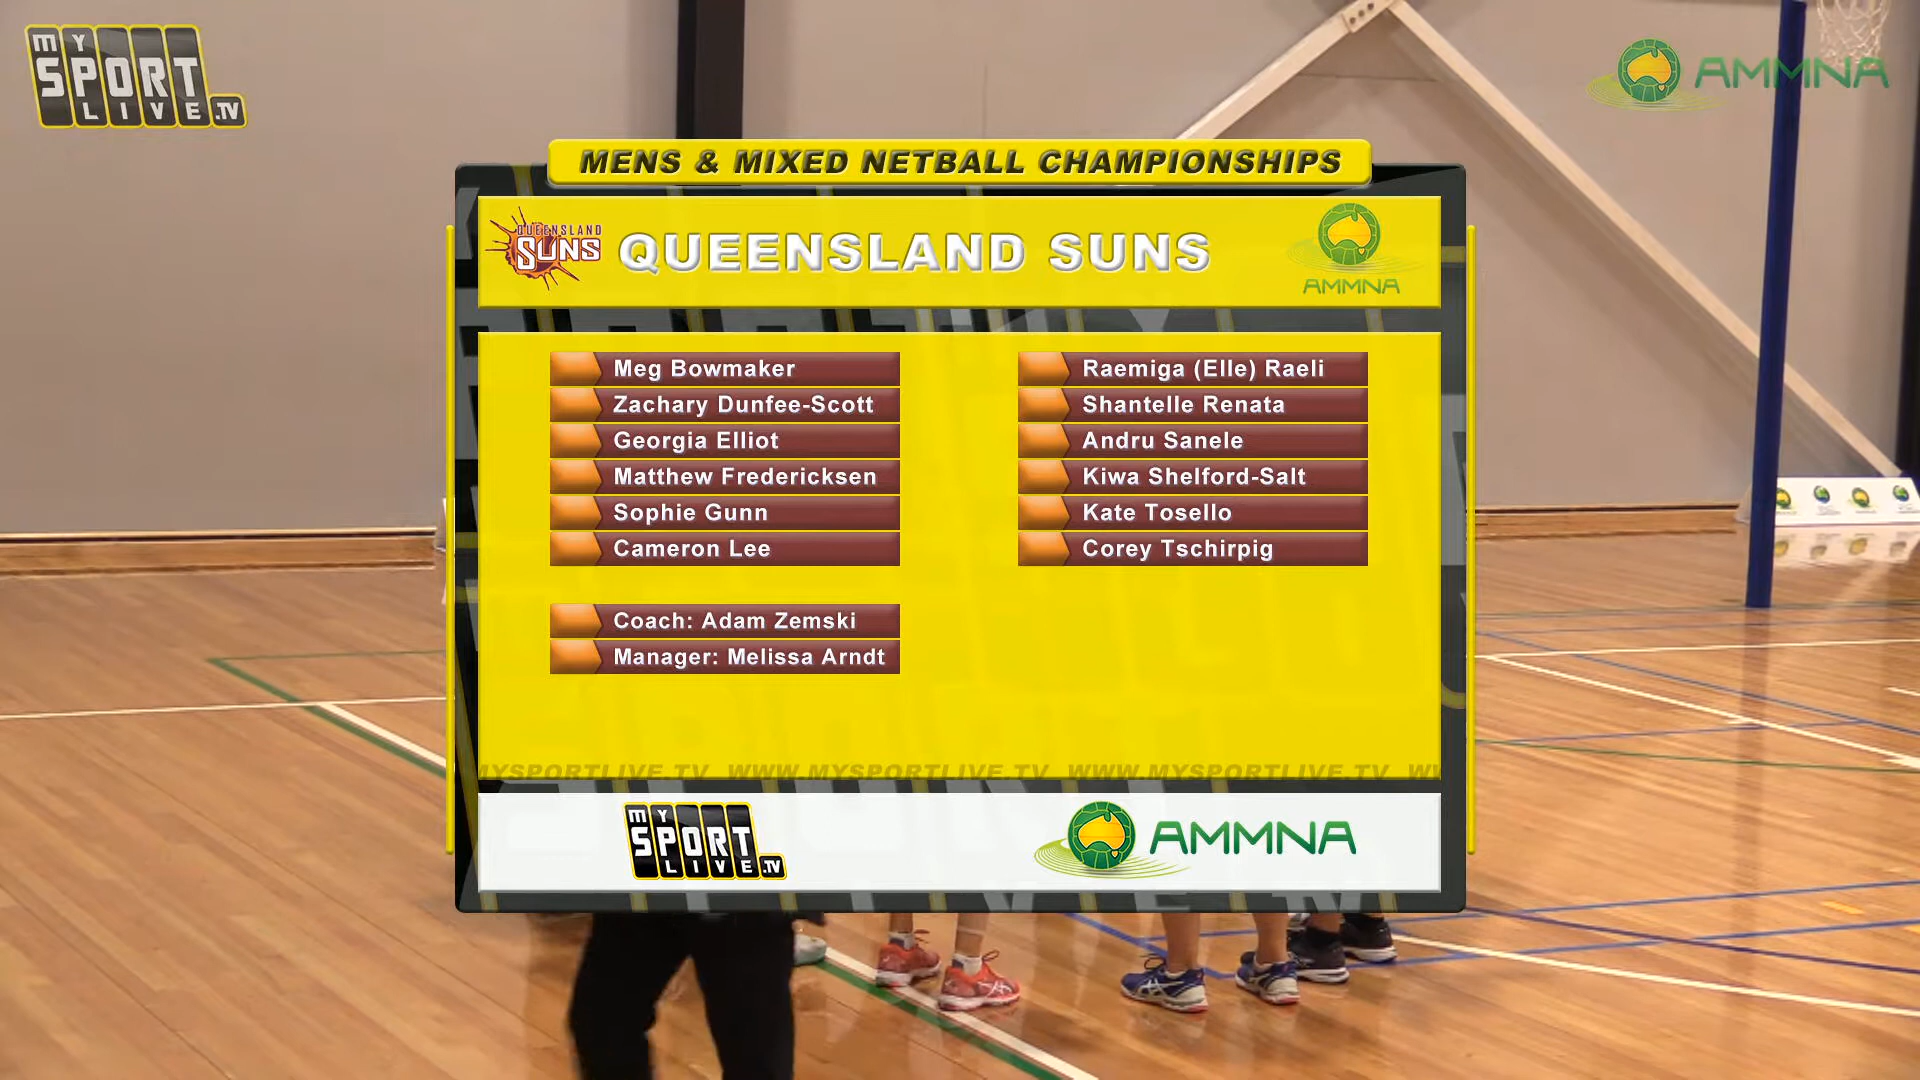 MY
SPORT
LIVE.TV
AMMNA
MENS & MIXED NETBALL CHAMPIONSHIPS
QUEENSLAND
SUNS
QUEENSLAND SUNS
AMMNA
Meg Bowmaker
Zachary Dunfee-Scott
Georgia Elliot
Matthew Fredericksen
Sophie Gunn
Cameron Lee
Raemiga (Elle) Raeli
Shantelle Renata
Andru Sanele
Kiwa Shelford-Salt
Kate Tosello
Corey Tschirpig
Coach: Adam Zemski
Manager: Melissa Arndt
MYSPORTLIVE.TV WWW.MYSPORTLIVE.TV WWW.MYSPORTLIVE.TV
MY
SPORT
LIVE.TV
AMMNA